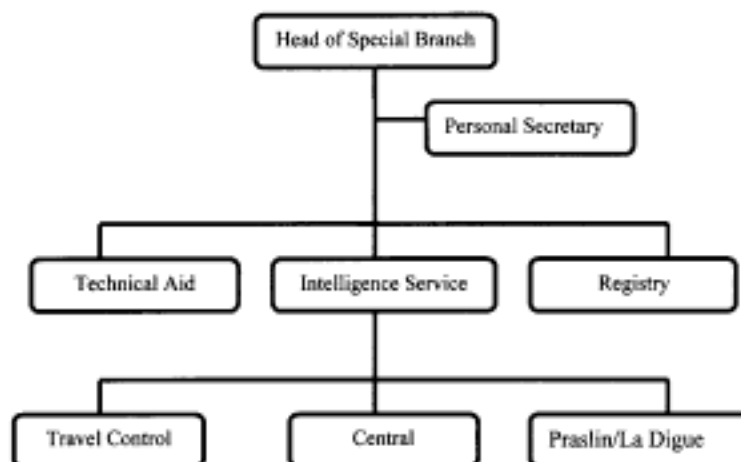 Head of Special Branch
Personal Secretary
Technical Aid
Intelligence Service
Registry
Travel Control
Central
Praslin/La Digue